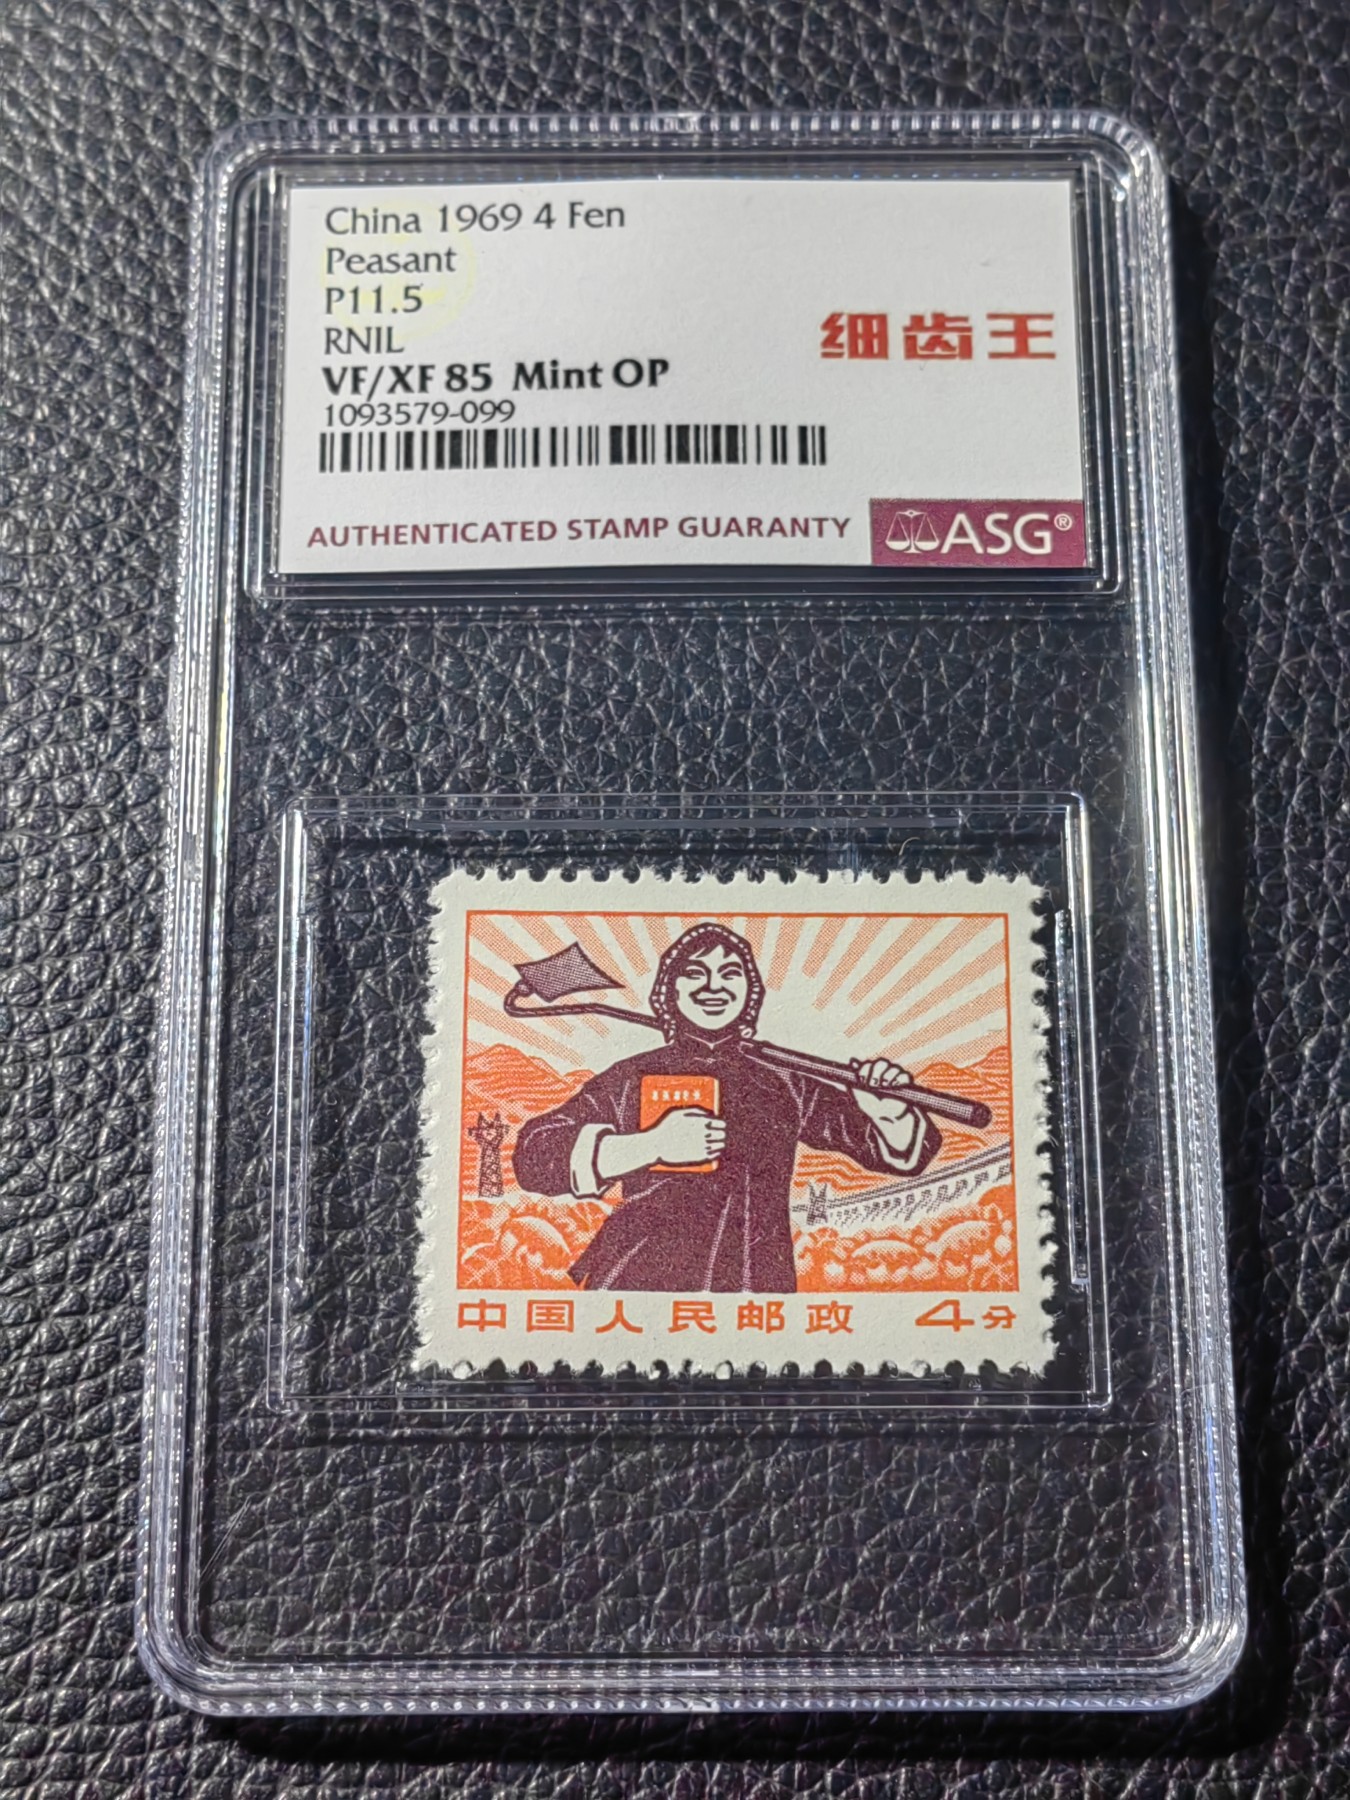 China 1969 4 Fen
Peasant
P11.5
RNIL
VF/XF 85 Mint OP
1093579-099
细齿王
AUTHENTICATED STAMP GUARANTY
ASG®
中国人民邮政 4分